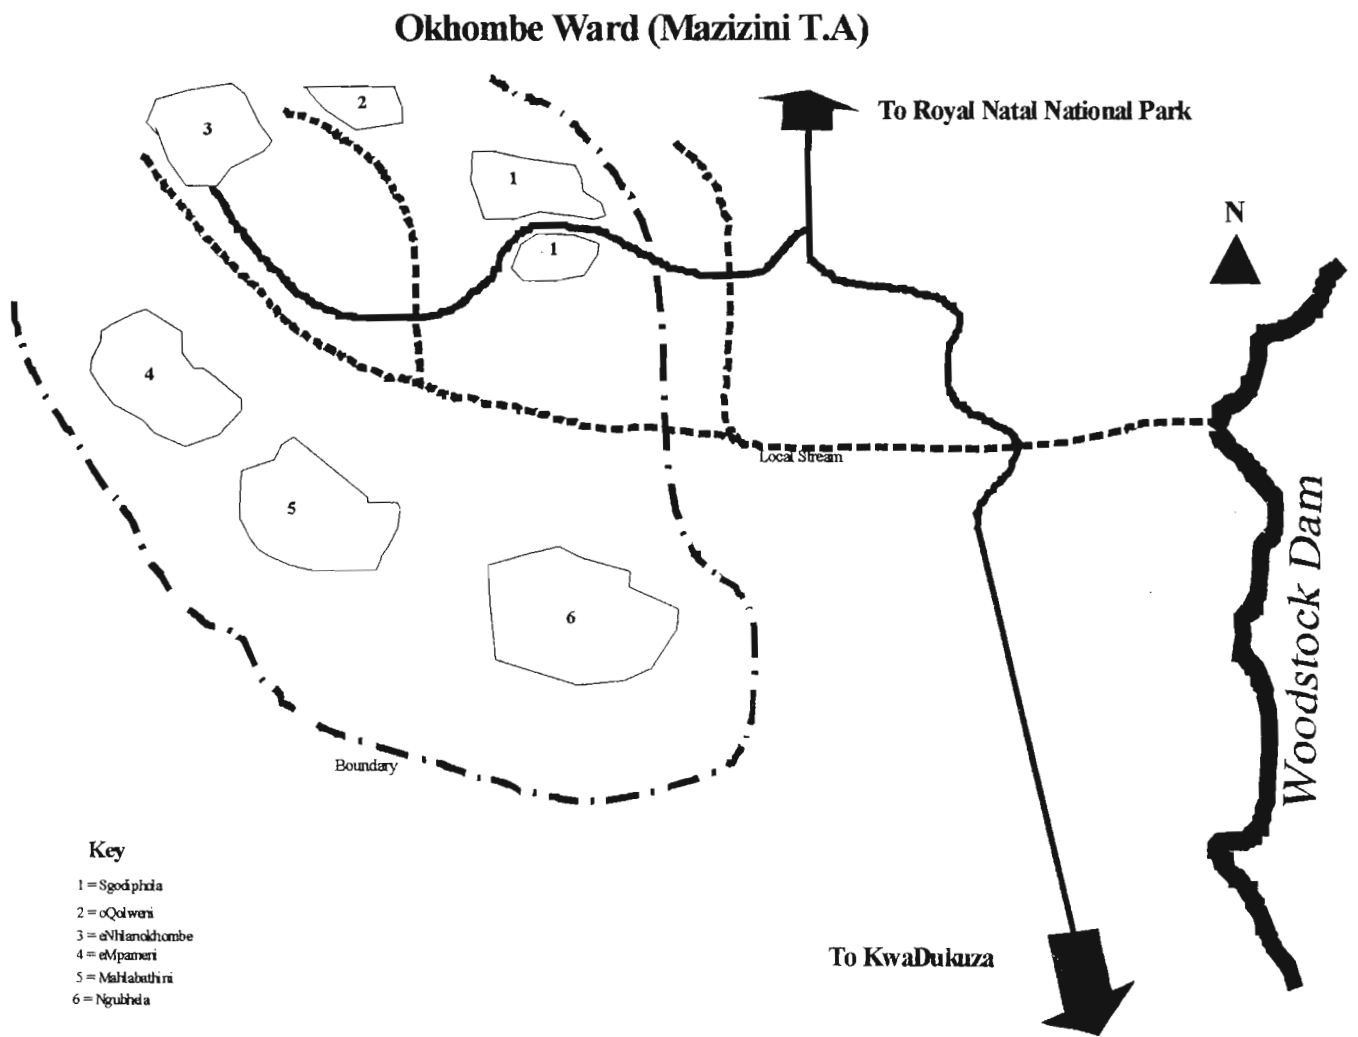 Okhombe Ward (Mazizini T.A)
2
3
To Royal Natal National Park
1
N
1
4
Local Stream
5
Woodstock Dam
6
Boundary
Key
1 = Sgodiphola
2 = oQolweni
3 = eNhlanokhombe
4 = eMpameni
5 = Mahlabathini
6 = Ngubhela
To KwaDukuza